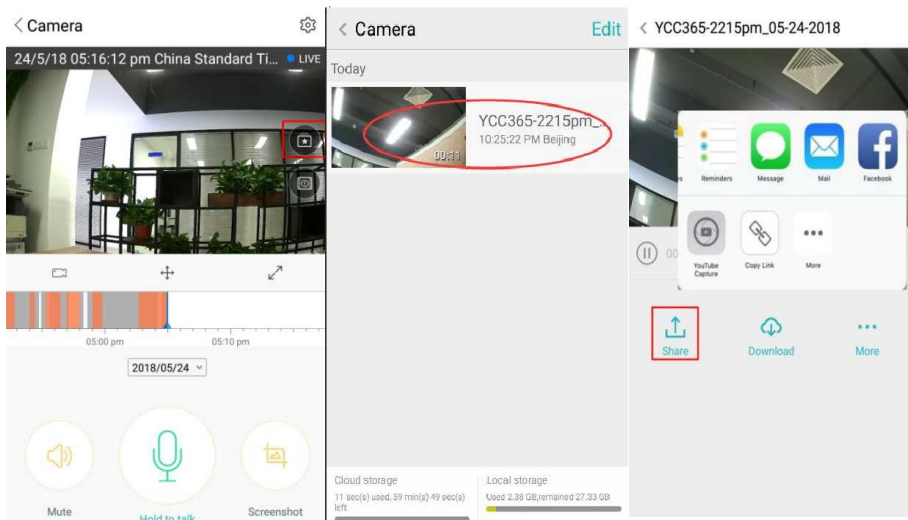 Camera
24/5/18 05:16:12 pm China Standard Ti... LIVE
05:00 pm
05:10 pm
2018/05/24
Mute
Hold to talk
Screenshot
Camera
Edit
Today
00:11
YCC365-2215pm_...
10:25:22 PM Beijing
Cloud storage
11 sec(s) used, 59 min(s) 49 sec(s)
left
Local storage
Used 2.38 GB,remained 27.33 GB
YCC365-2215pm_05-24-2018
Reminders
Message
Mail
Facebook
YouTube
Capture
Copy Link
More
Share
Download
More